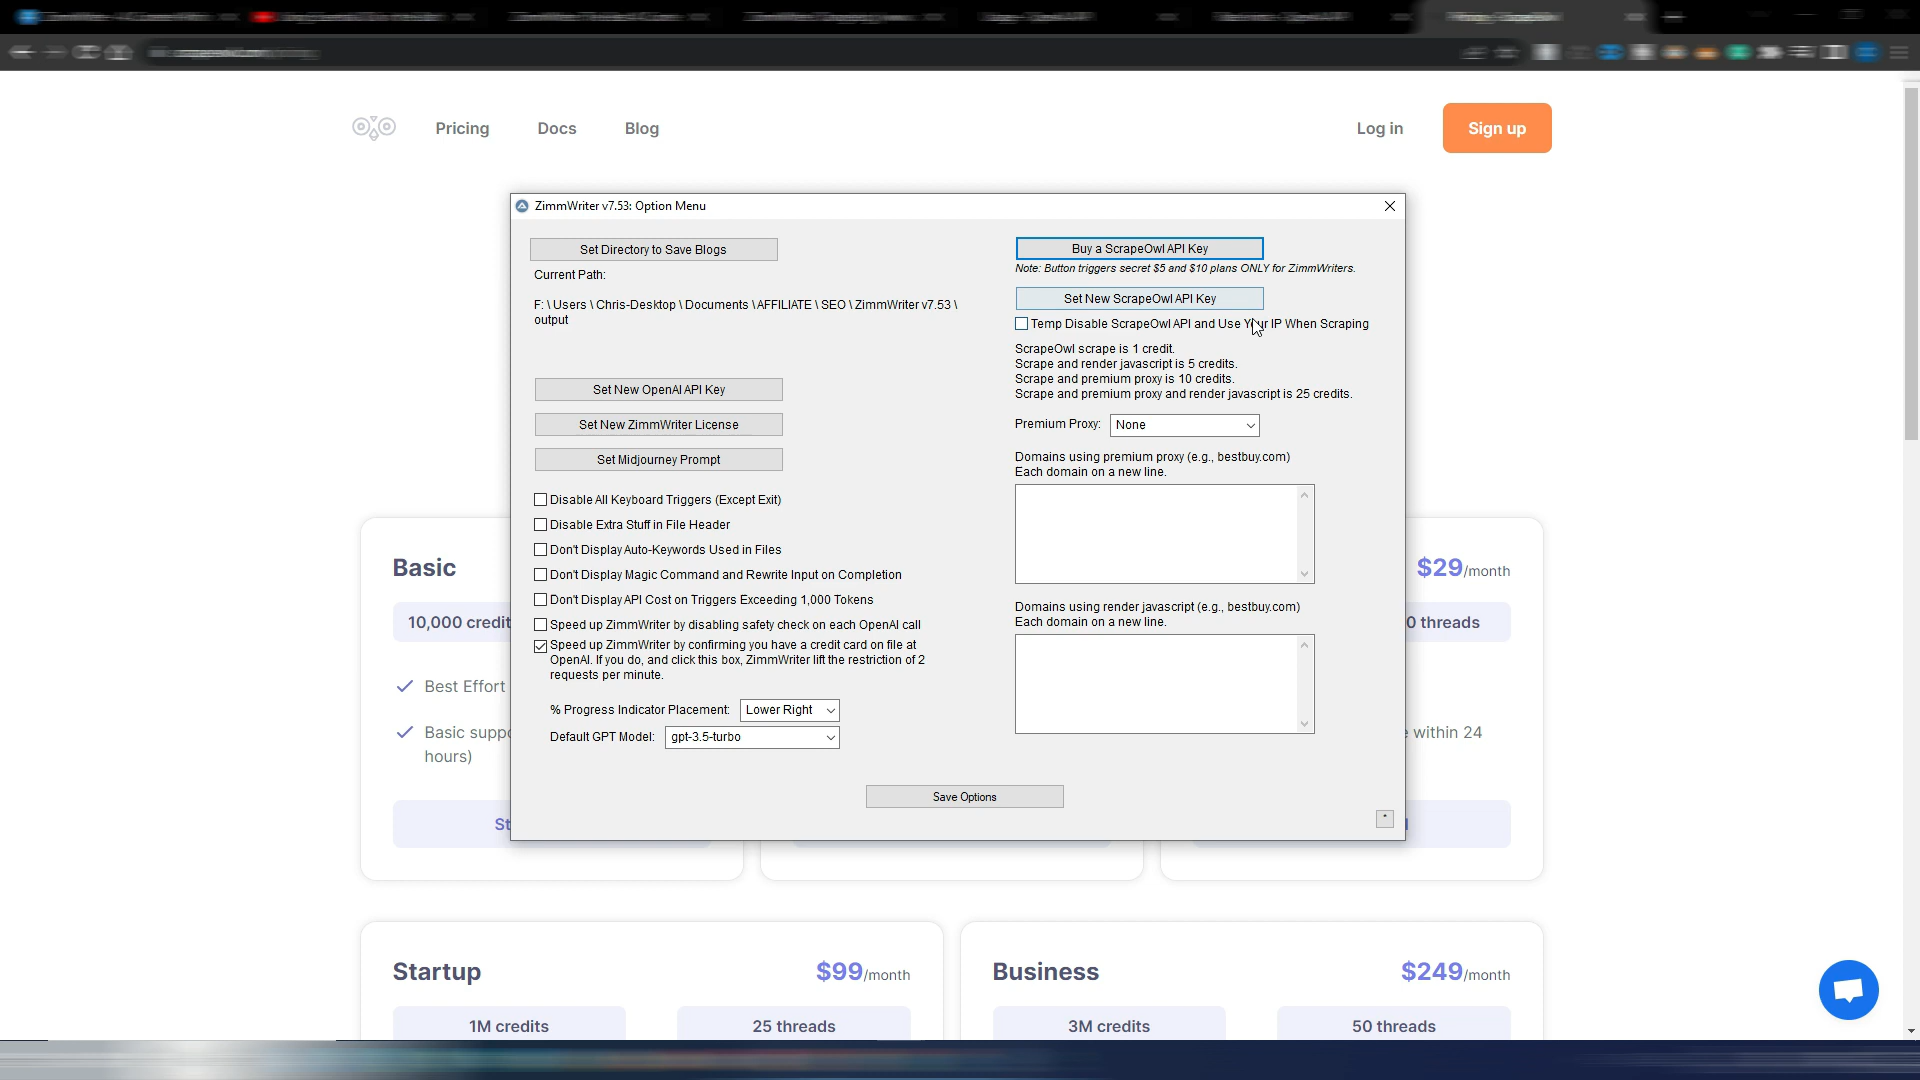 Pricing
Docs
Blog
Log in
Sign up
ZimmWriter v7.53: Option Menu
Set Directory to Save Blogs
Current Path:
F: \ Users \ Chris-Desktop \ Documents \ AFFILIATE \ SEO \ ZimmWriter v7.53 \
output
Set New OpenAI API Key
Set New ZimmWriter License
Set Midjourney Prompt
Disable All Keyboard Triggers (Except Exit)
Disable Extra Stuff in File Header
Don't Display Auto-Keywords Used in Files
Don't Display Magic Command and Rewrite Input on Completion
Don't Display API Cost on Triggers Exceeding 1,000 Tokens
Speed up ZimmWriter by disabling safety check on each OpenAI call
Speed up ZimmWriter by confirming you have a credit card on file at
OpenAI. If you do, and click this box, ZimmWriter lift the restriction of 2
requests per minute.
% Progress Indicator Placement: Lower Right
Default GPT Model: gpt-3.5-turbo
Buy a ScrapeOwl API Key
Note: Button triggers secret $5 and $10 plans ONLY for ZimmWriters.
Set New ScrapeOwl API Key
Temp Disable ScrapeOwl API and Use Your IP When Scraping
ScrapeOwl scrape is 1 credit.
Scrape and render javascript is 5 credits.
Scrape and premium proxy is 10 credits.
Scrape and premium proxy and render javascript is 25 credits.
Premium Proxy: None
Domains using premium proxy (e.g., bestbuy.com)
Each domain on a new line.
Domains using render javascript (e.g., bestbuy.com)
Each domain on a new line.
Save Options
*
Basic
10,000 credit
Best Effort
Basic suppo
hours)
St
$29/month
0 threads
within 24
Startup
$99/month
1M credits
25 threads
Business
$249/month
3M credits
50 threads